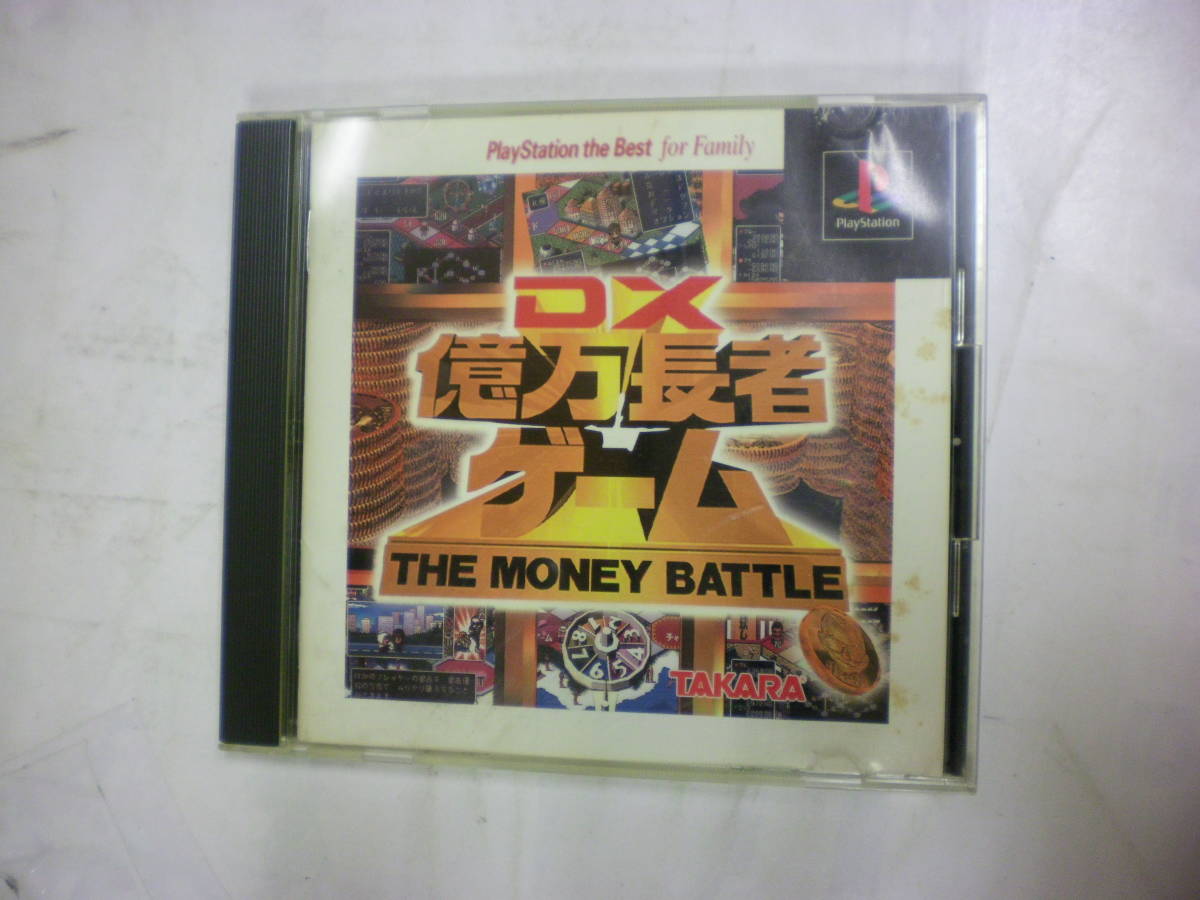 PlayStation the Best for Family
PlayStation
DX
億万長者
ゲーム
THE MONEY BATTLE
TAKARA